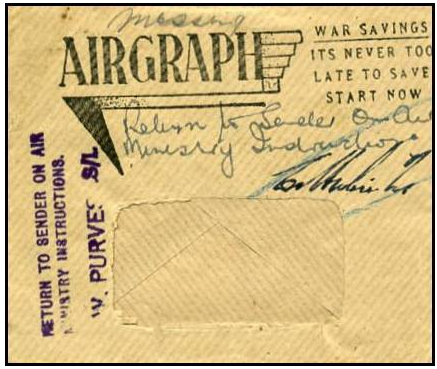 Missing
AIRGRAPH
WAR SAVINGS
ITS NEVER TOO
LATE TO SAVE
START NOW
Return to Sender On Air
Ministry Instructions
RETURN TO SENDER ON AIR
MINISTRY INSTRUCTIONS.
W. PURVES S/L